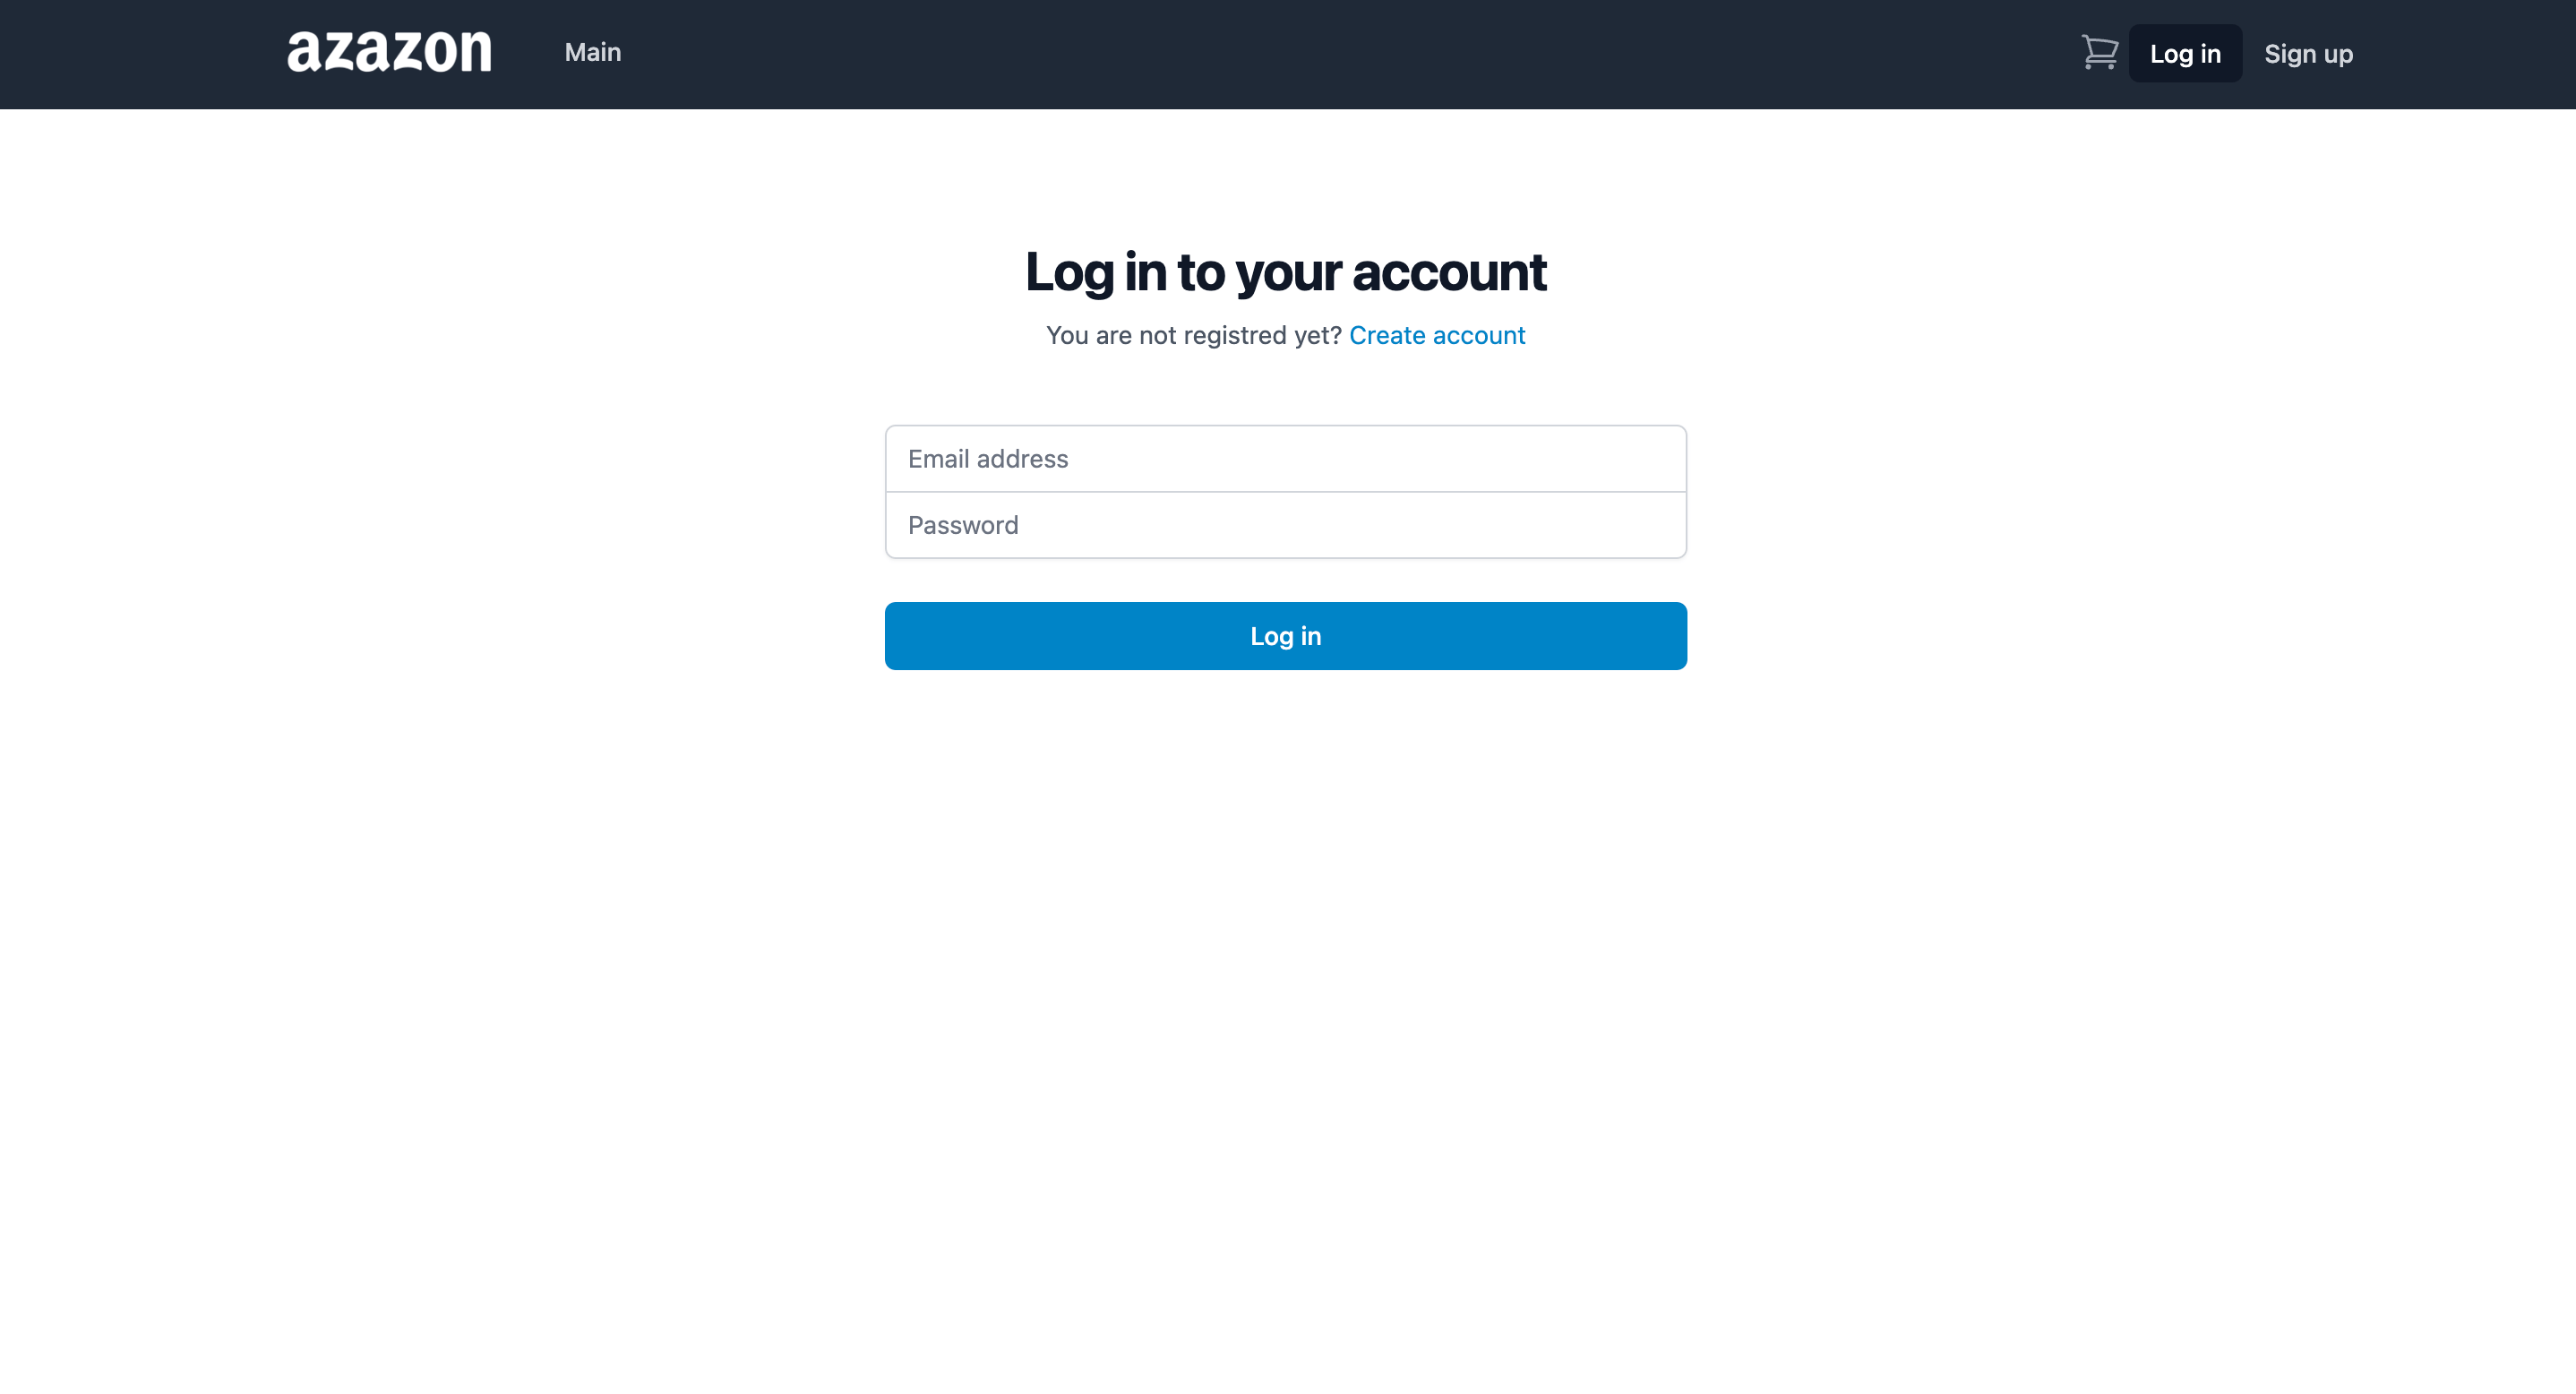 azazon Main Log in Sign up
Log in to your account
You are not registred yet? Create account
Email address
Password
Log in